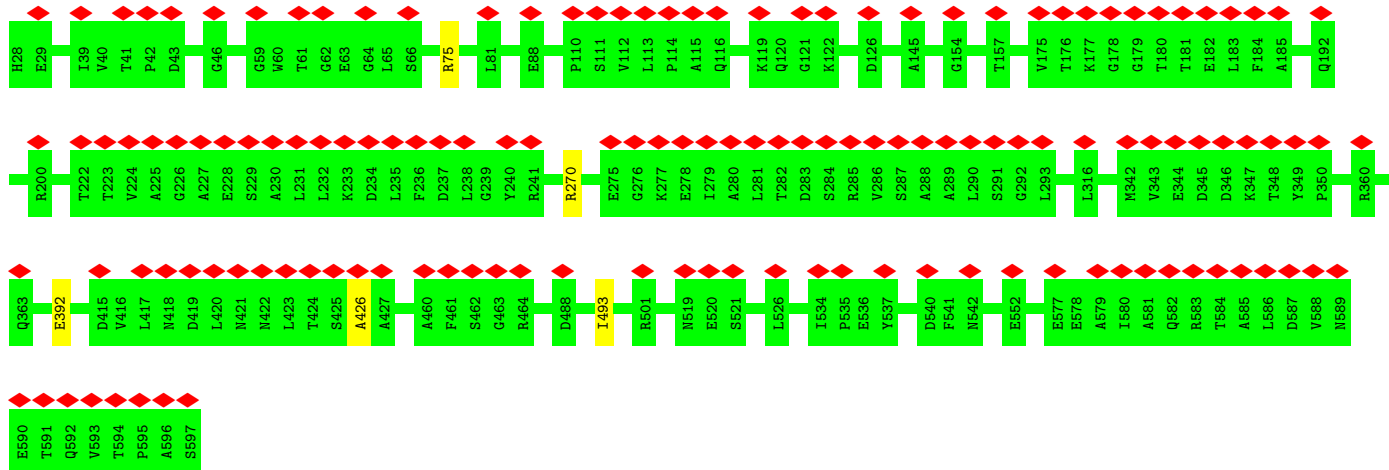 H28 E29 I39 V40 T41 P42 D43 G46 G59 W60 T61 G62 E63 G64 L65 S66 R75 L81 E88 P110 S111 V112 L113 P114 A115 Q116 K119 Q120 G121 K122 D126 A145 G154 T157 V175 T176 K177 G178 G179 T180 T181 E182 L183 F184 A185 Q192
R200 T222 T223 V224 A225 G226 A227 E228 S229 A230 L231 L232 K233 D234 L235 F236 D237 L238 G239 Y240 R241 R270 E275 G276 K277 E278 I279 A280 L281 T282 D283 S284 R285 V286 S287 A288 A289 L290 S291 G292 L293 L316 M342 V343 E344 D345 D346 K347 T348 Y349 P350 R360
Q363 E392 D415 V416 L417 N418 D419 L420 N421 N422 L423 T424 S425 A426 A427 A460 F461 S462 G463 R464 D488 I493 R501 N519 E520 S521 L526 I534 P535 E536 Y537 D540 F541 N542 E552 E577 E578 A579 I580 A581 Q582 R583 T584 A585 L586 D587 V588 N589
E590 T591 Q592 V593 T594 P595 A596 S597